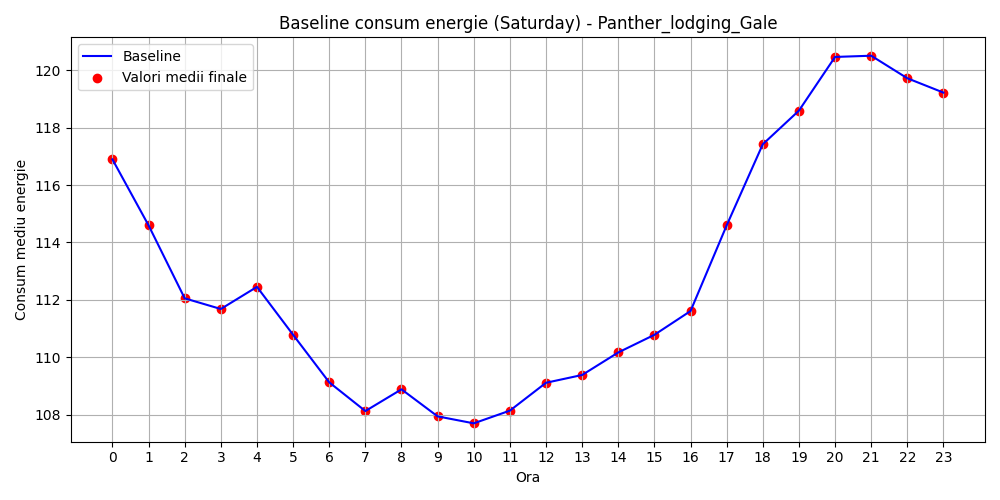 Baseline consum energie (Saturday) - Panther_lodging_Gale
Baseline
Valori medii finale
Consum mediu energie
120
118
116
114
112
110
108
0 1 2 3 4 5 6 7 8 9 10 11 12 13 14 15 16 17 18 19 20 21 22 23
Ora